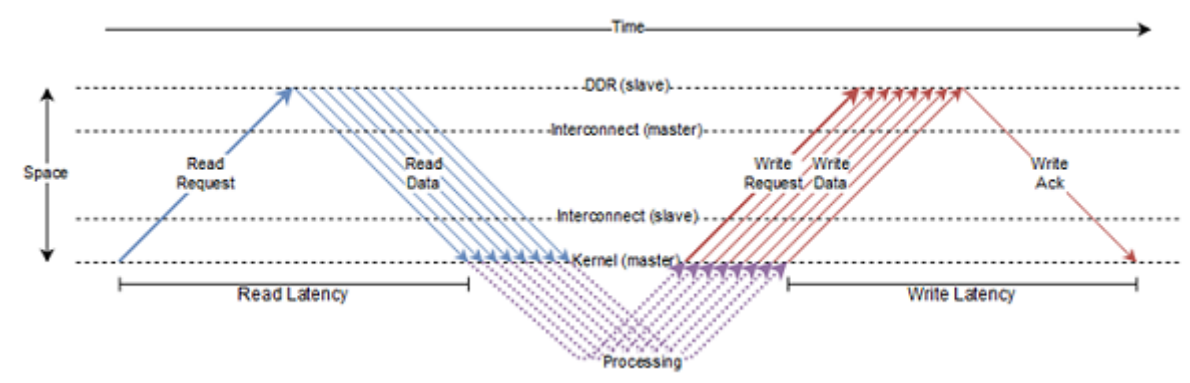 Time
DDR (slave)
Interconnect (master)
Space
Read
Request
Read
Data
Write
Request
Write
Data
Write
Ack
Interconnect (slave)
Kernel (master)
Read Latency
Write Latency
Processing